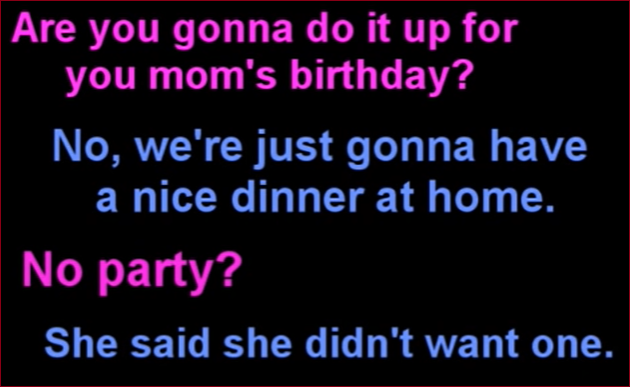 Are you gonna do it up for
you mom's birthday?
No, we're just gonna have
a nice dinner at home.
No party?
She said she didn't want one.